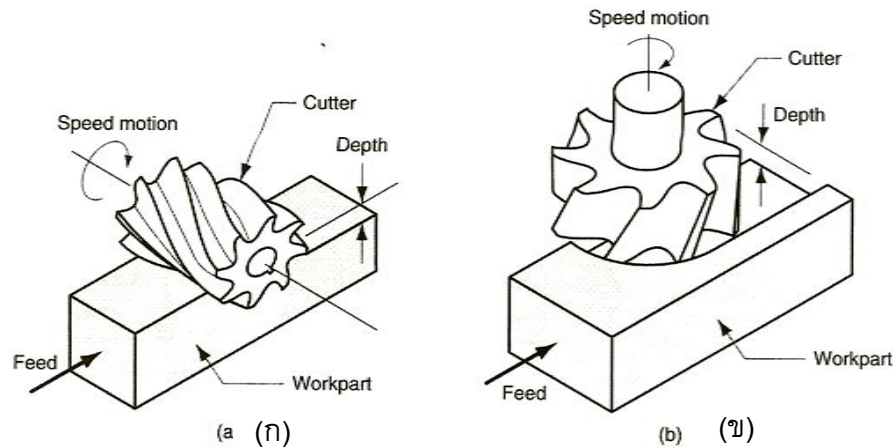 Speed motion
Cutter
Depth
Feed
Workpart
(a (ก)
Speed motion
Cutter
Depth
Feed
Workpart
(b) (ข)